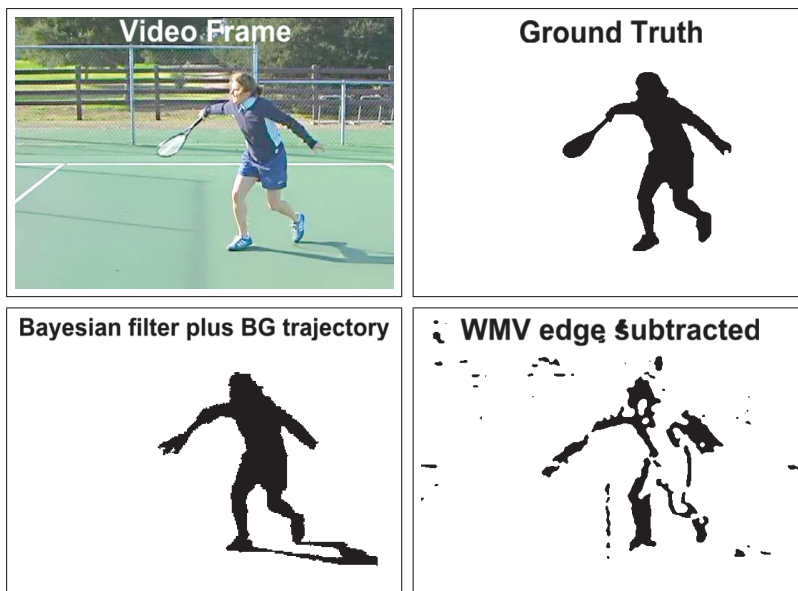 Video Frame
Ground Truth
Bayesian filter plus BG trajectory
WMV edge subtracted